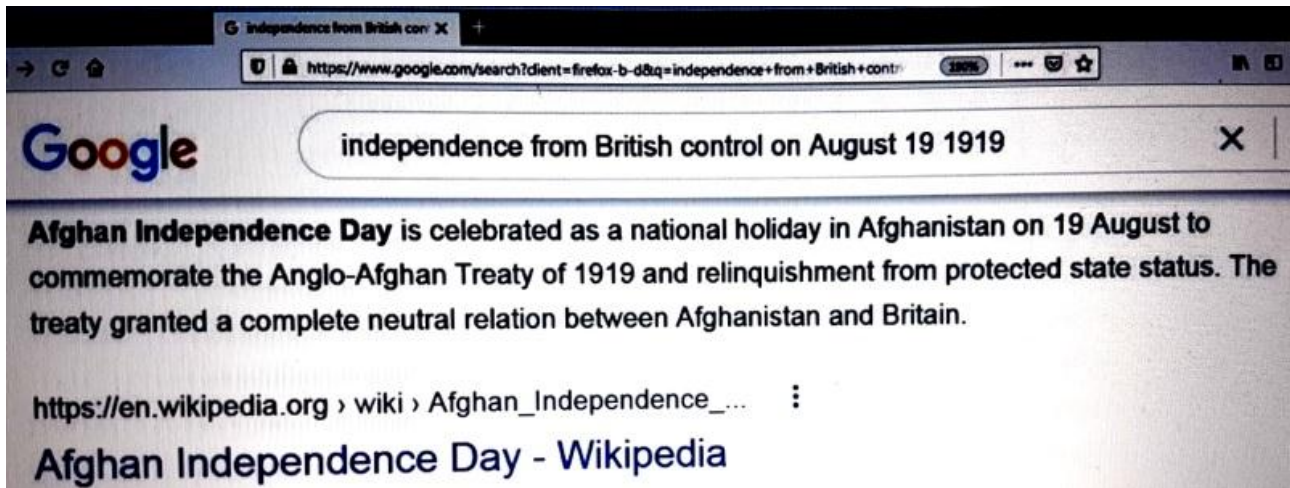 G independence from British con X +
https://www.google.com/search?client=firefox-b-d&q=independence+from+British+contr
Google independence from British control on August 19 1919 X
Afghan Independence Day is celebrated as a national holiday in Afghanistan on 19 August to
commemorate the Anglo-Afghan Treaty of 1919 and relinquishment from protected state status. The
treaty granted a complete neutral relation between Afghanistan and Britain.
https://en.wikipedia.org › wiki › Afghan_Independence_...
Afghan Independence Day - Wikipedia